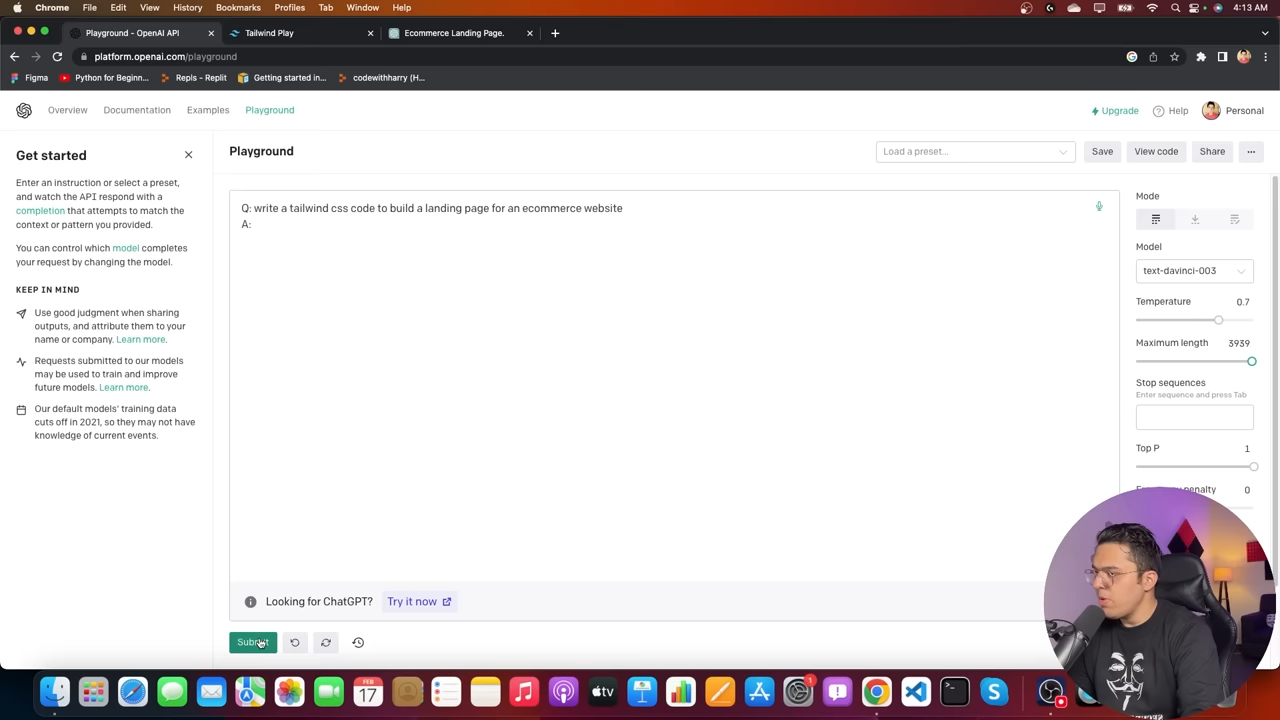 Chrome File Edit View History Bookmarks Profiles Tab Window Help 4:13 AM
Playground - OpenAI API Tailwind Play Ecommerce Landing Page.
platform.openai.com/playground
Figma Python for Beginn... Repls - Replit Getting started in... codewithharry (H...
Overview Documentation Examples Playground Upgrade Help Personal
Get started
Enter an instruction or select a preset,
and watch the API respond with a
completion that attempts to match the
context or pattern you provided.
You can control which model completes
your request by changing the model.
KEEP IN MIND
Use good judgment when sharing
outputs, and attribute them to your
name or company. Learn more.
Requests submitted to our models
may be used to train and improve
future models. Learn more.
Our default models' training data
cuts off in 2021, so they may not have
knowledge of current events.
Playground Load a preset... Save View code Share ...
Q: write a tailwind css code to build a landing page for an ecommerce website
A:
Looking for ChatGPT? Try it now
Submit
Mode
Model
text-davinci-003
Temperature 0.7
Maximum length 3939
Stop sequences
Enter sequence and press Tab
Top P 1
penalty 0
FEB
17
tv
1